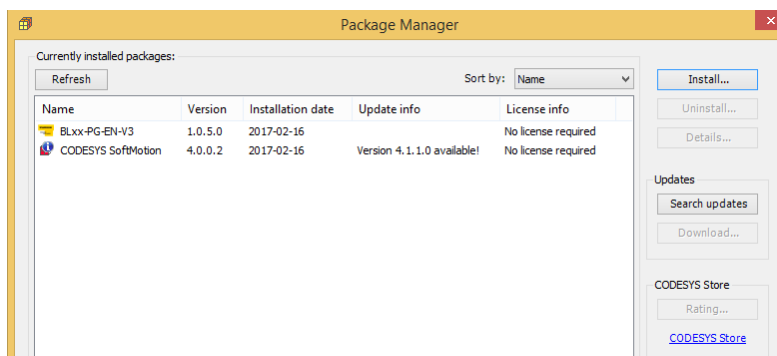 Package Manager
Currently installed packages:
Refresh
Sort by: Name
Name Version Installation date Update info License info
BLxx-PG-EN-V3 1.0.5.0 2017-02-16 No license required
CODESYS SoftMotion 4.0.0.2 2017-02-16 Version 4.1.1.0 available! No license required
Install...
Uninstall...
Details...
Updates
Search updates
Download...
CODESYS Store
Rating...
CODESYS Store